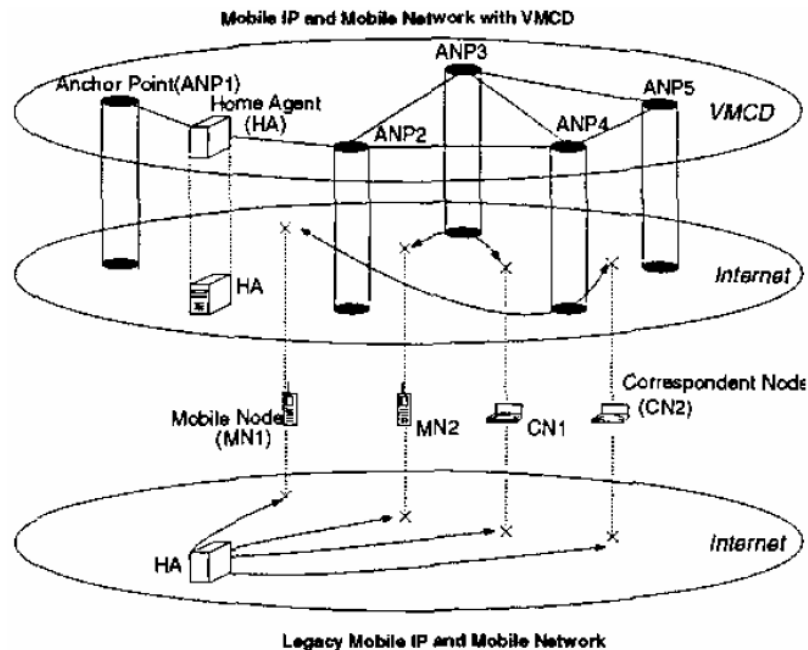 Mobile IP and Mobile Network with VMCD
ANP3
Anchor Point(ANP1)
Home Agent
(HA)
ANP5
VMCD
ANP2
ANP4
Internet
HA
Mobile Node
(MN1)
MN2
CN1
Correspondent Node
(CN2)
HA
Internet
Legacy Mobile IP and Mobile Network